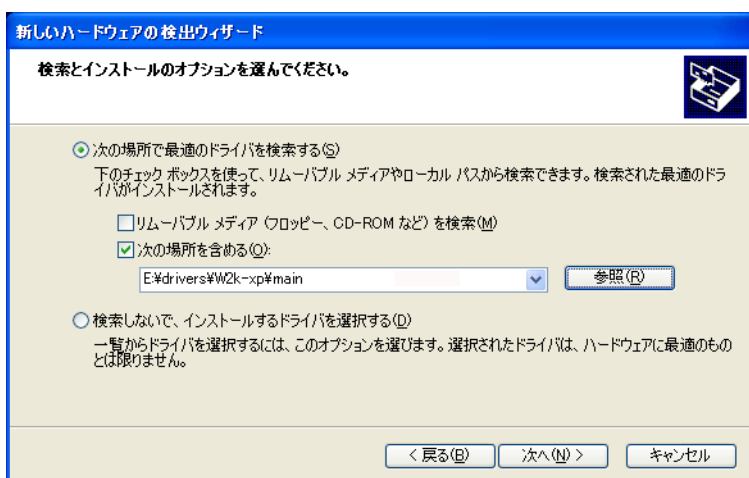 新しいハードウェアの検出ウィザード
検索とインストールのオプションを選んでください。
次の場所で最適のドライバを検索する(S)
下のチェック ボックスを使って、リムーバブル メディアやローカル パスから検索できます。検索された最適のドラ
イバがインストールされます。
リムーバブル メディア (フロッピー、CD-ROM など) を検索(M)
次の場所を含める(O):
E:¥drivers¥W2k-xp¥main
参照(R)
検索しないで、インストールするドライバを選択する(D)
一覧からドライバを選択するには、このオプションを選びます。選択されたドライバは、ハードウェアに最適のもの
とは限りません。
< 戻る(B) 次へ(N) > キャンセル